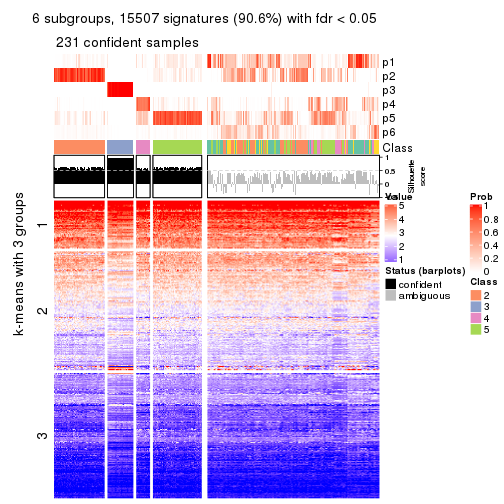 6 subgroups, 15507 signatures (90.6%) with fdr < 0.05
231 confident samples
p1
p2
p3
p4
p5
p6
Class
1
0.5
0
Silhouette
score
k-means with 3 groups
1
2
3
Value
5
4
3
2
1
Status (barplots)
confident
ambiguous
Prob
1
0.8
0.6
0.4
0.2
0
Class
2
3
4
5